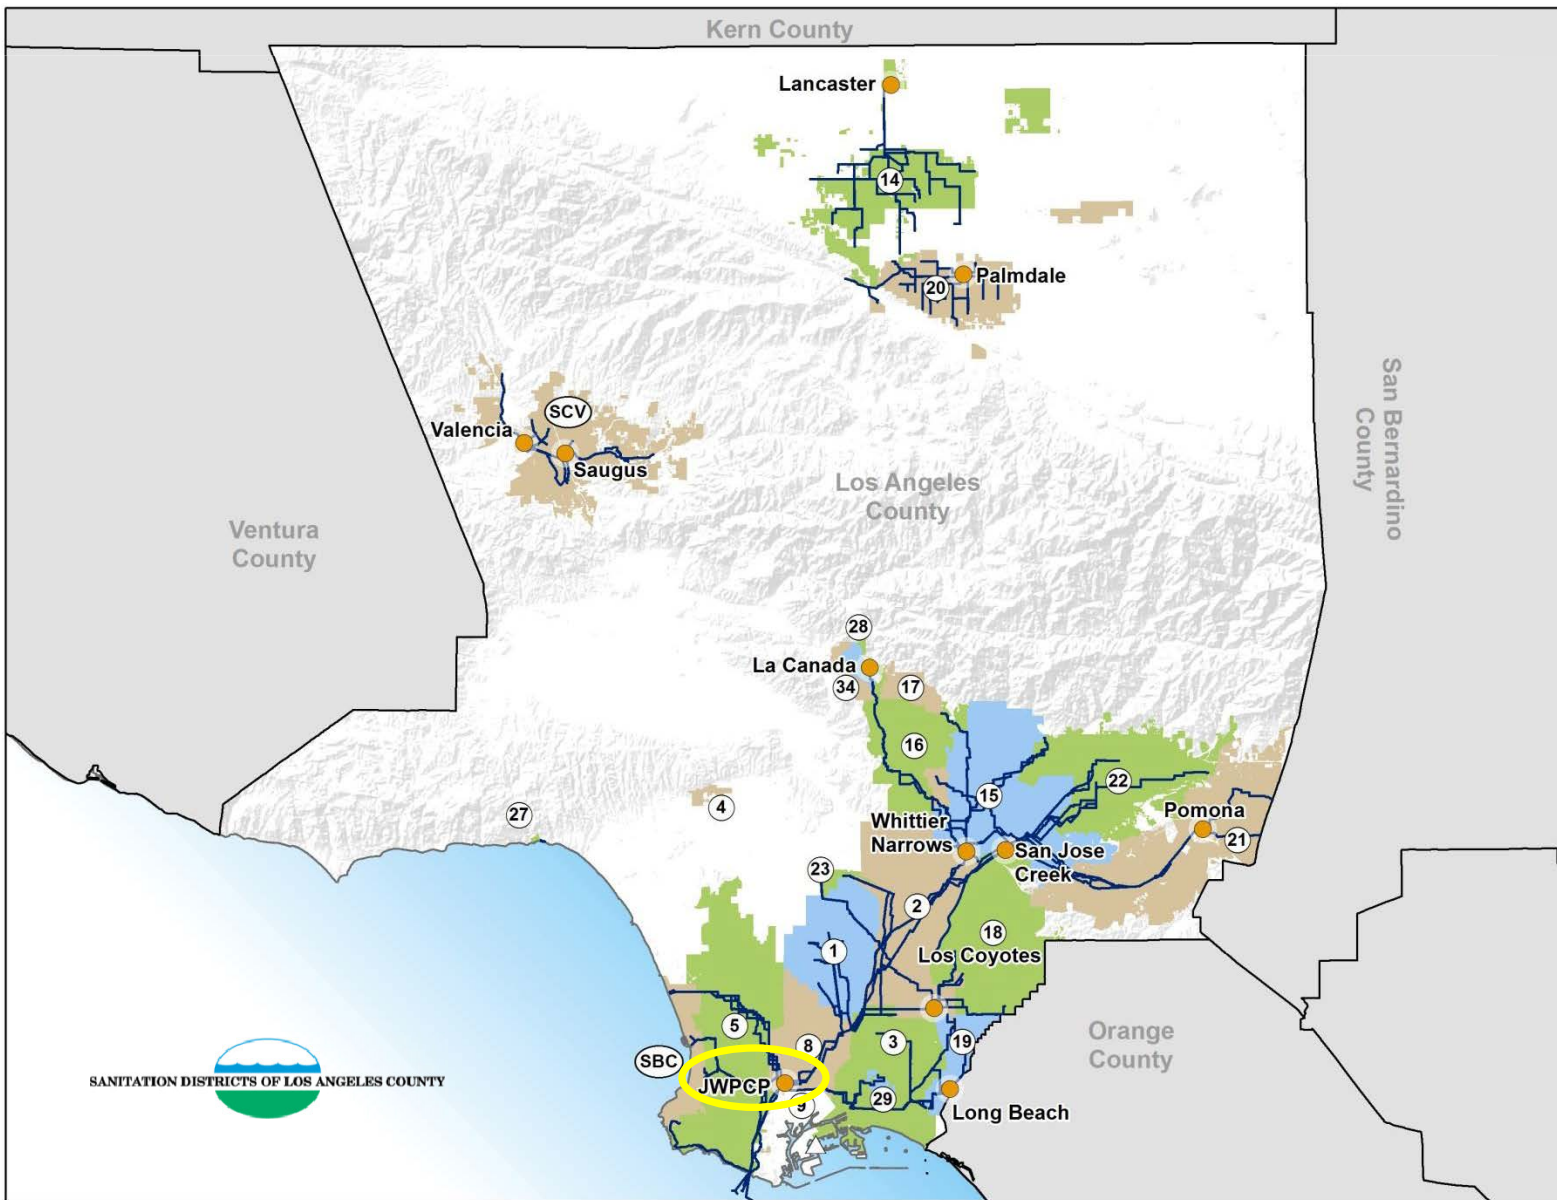 Kern County
Lancaster
14
Palmdale
20
San Bernardino
County
SCV
Valencia
Saugus
Los Angeles
County
Ventura
County
28
La Canada
34
17
16
15
22
27
4
Whittier
Narrows
Pomona
San Jose
Creek
21
23
2
18
1
Los Coyotes
5
3
19
Orange
County
8
SBC
SANITATION DISTRICTS OF LOS ANGELES COUNTY
JWPCP
9
29
Long Beach